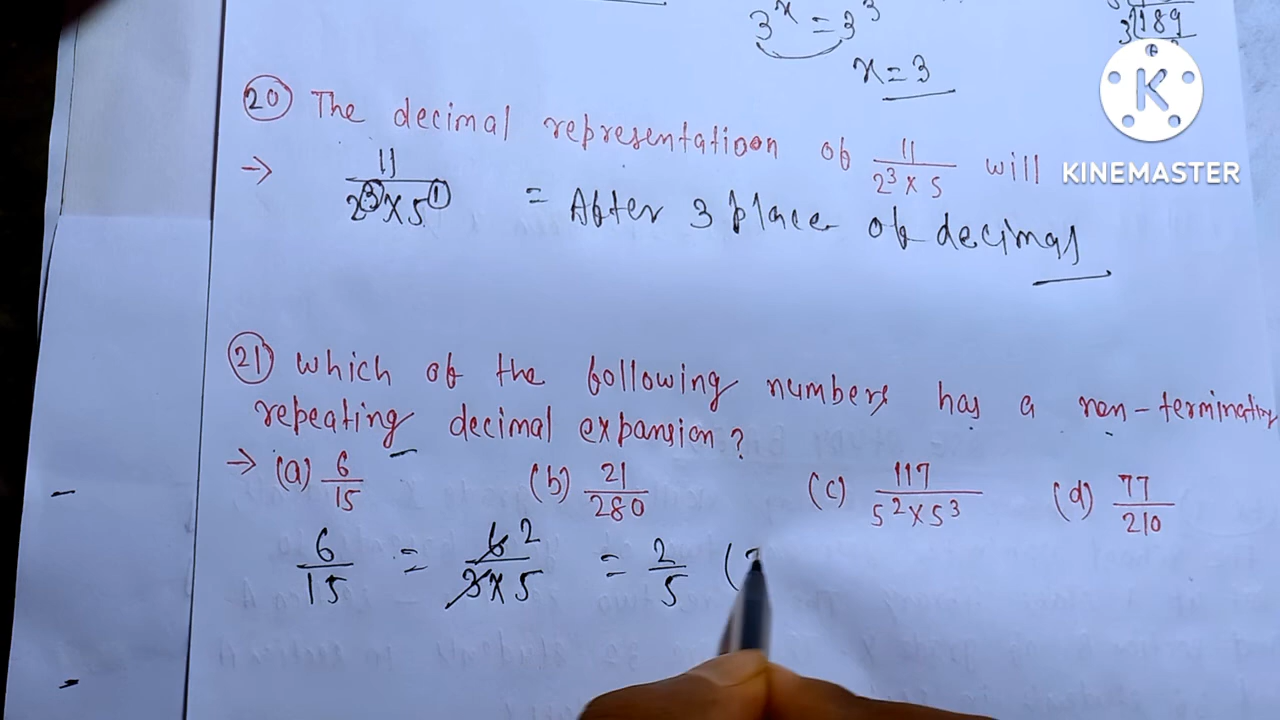 3^x = 3^3
3 189
x = 3
K
KINEMASTER
20 The decimal representation of 11/(2^3 × 5) will
→ 11/(2^3 × 5^1) = After 3 place of decimal
21 which of the following numbers has a non-terminating
repeating decimal expansion?
→ (a) 6/15 (b) 21/280 (c) 117/(5^2 × 5^3) (d) 77/210
6/15 = 6 2/(3 × 5) = 2/5 (